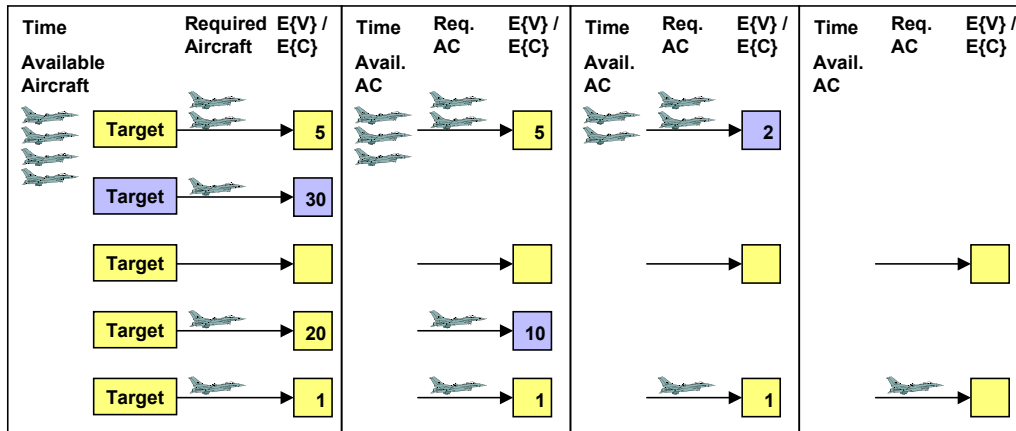 Time
Required E{V} /
Aircraft E{C}
Available
Aircraft
Target 5
Target 30
Target
Target 20
Target 1
Time Req. E{V} /
AC E{C}
Avail.
AC
5
10
1
Time Req. E{V} /
AC E{C}
Avail.
AC
2
1
Time Req. E{V} /
AC E{C}
Avail.
AC